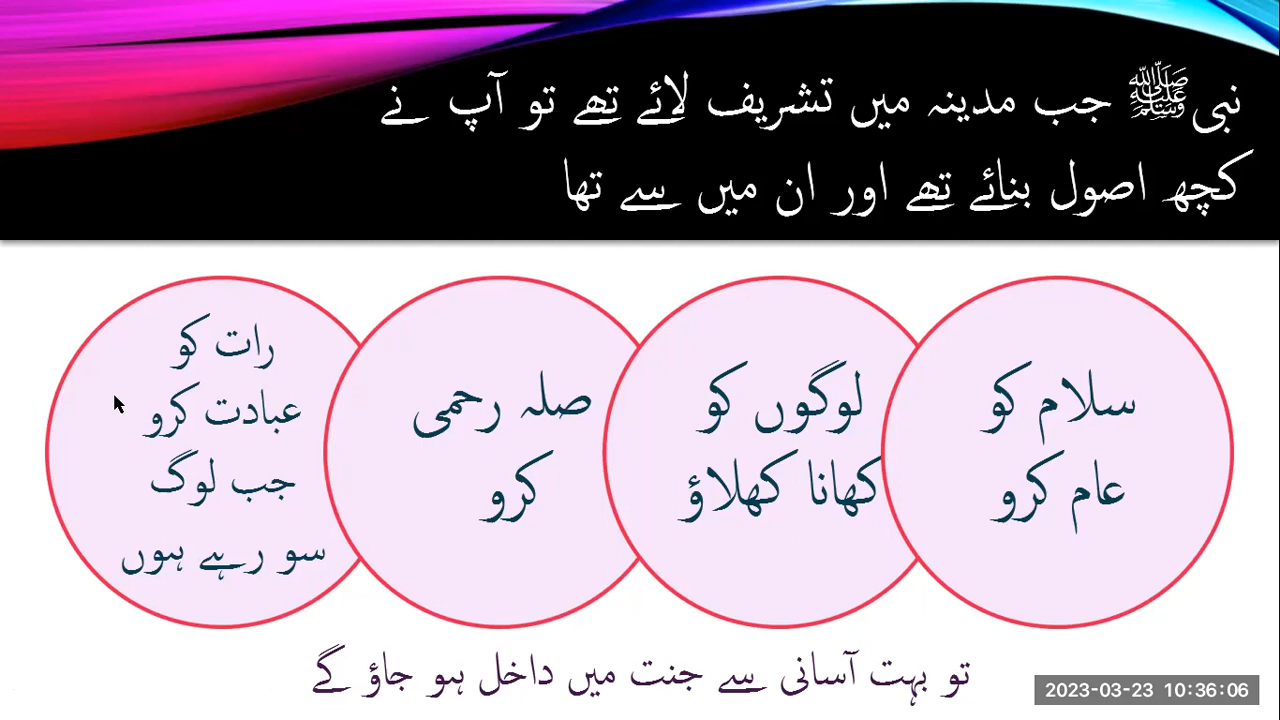 نبی ﷺ جب مدینہ میں تشریف لائے تھے تو آپ نے
کچھ اصول بنائے تھے اور ان میں سے تھا
سلام کو
عام کرو
لوگوں کو
کھانا کھلاؤ
صلہ رحمی
کرو
رات کو
عبادت کرو
جب لوگ
سو رہے ہوں
تو بہت آسانی سے جنت میں داخل ہو جاؤ گے
2023-03-23 10:36:06